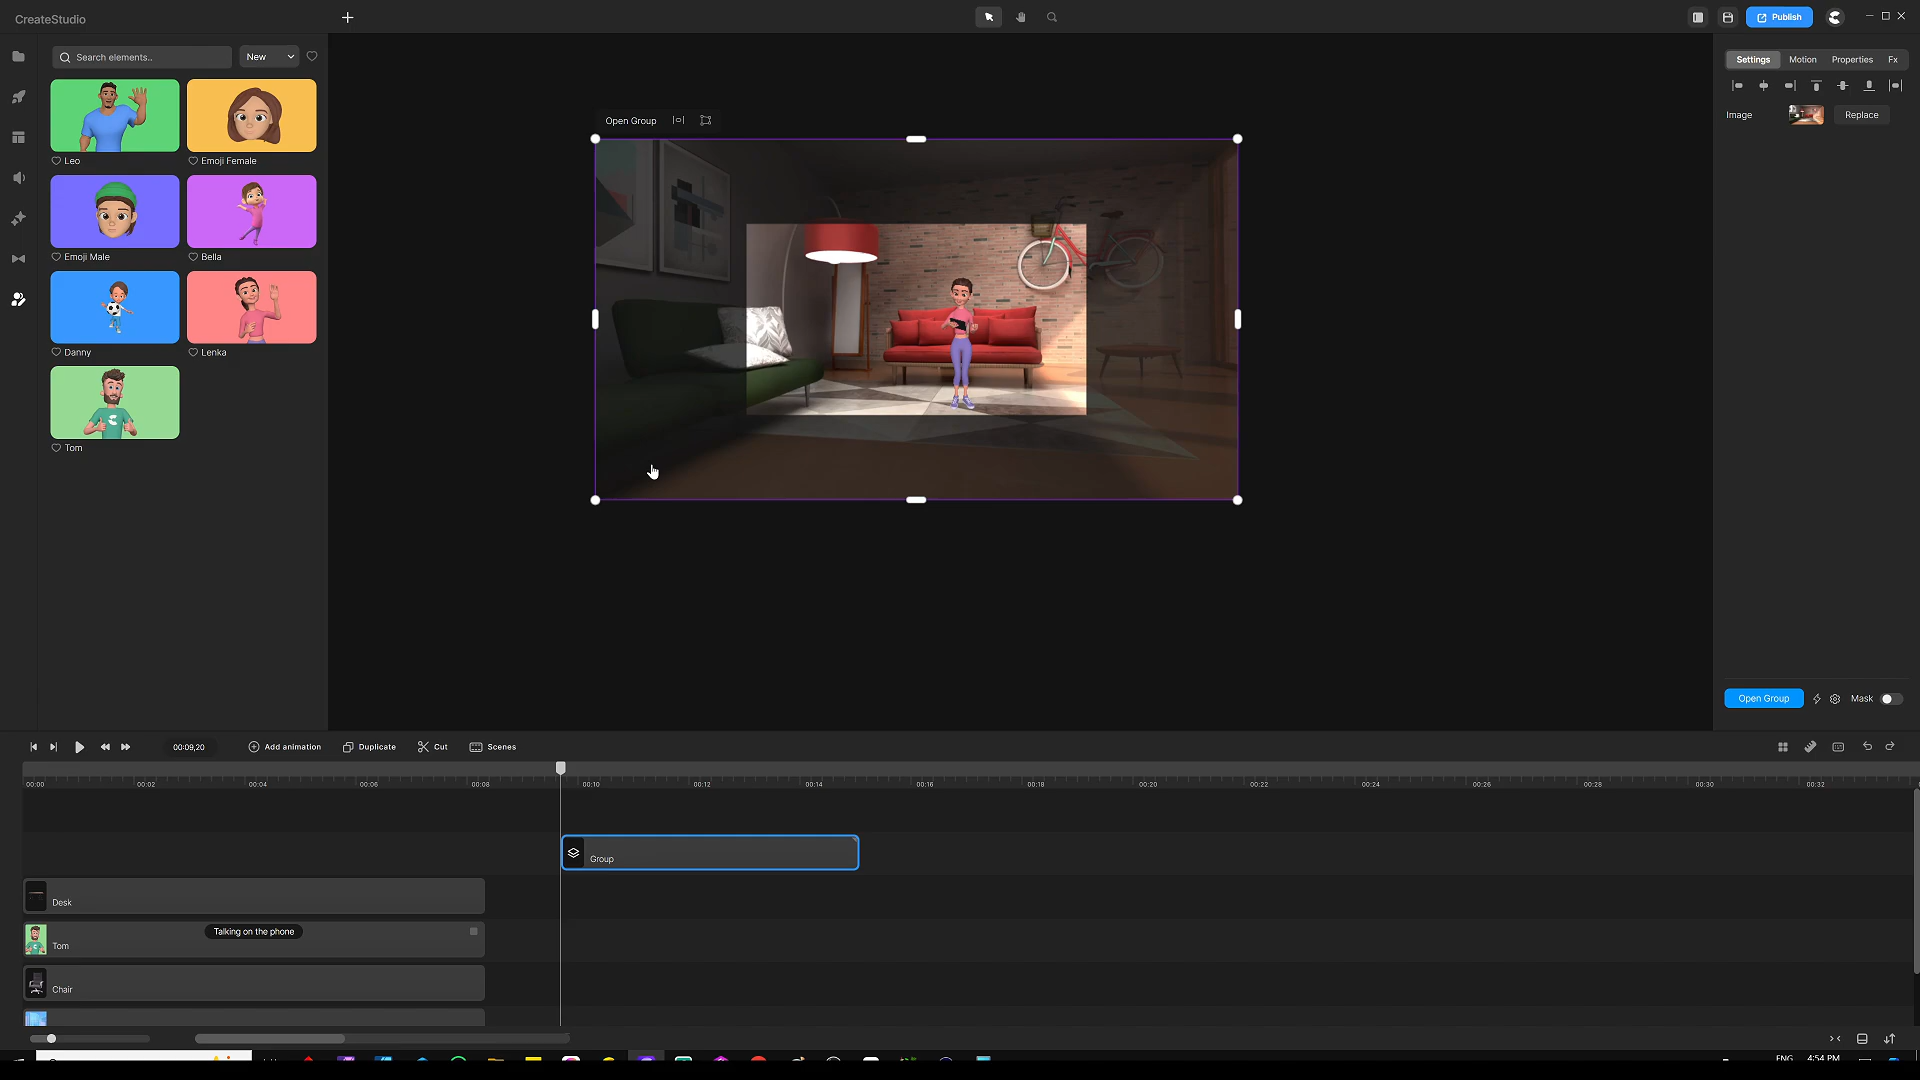 CreateStudio
Publish
Search elements..
New
Settings
Motion
Properties
Fx
Image
Replace
Leo
Emoji Female
Emoji Male
Bella
Danny
Lenka
Tom
Open Group
Open Group
Mask
00:09,20
Add animation
Duplicate
Cut
Scenes
00:00
00:02
00:04
00:06
00:08
00:10
00:12
00:14
00:16
00:18
00:20
00:22
00:24
00:26
00:28
00:30
00:32
Group
Desk
Talking on the phone
Tom
Chair
ENG
4:54 PM